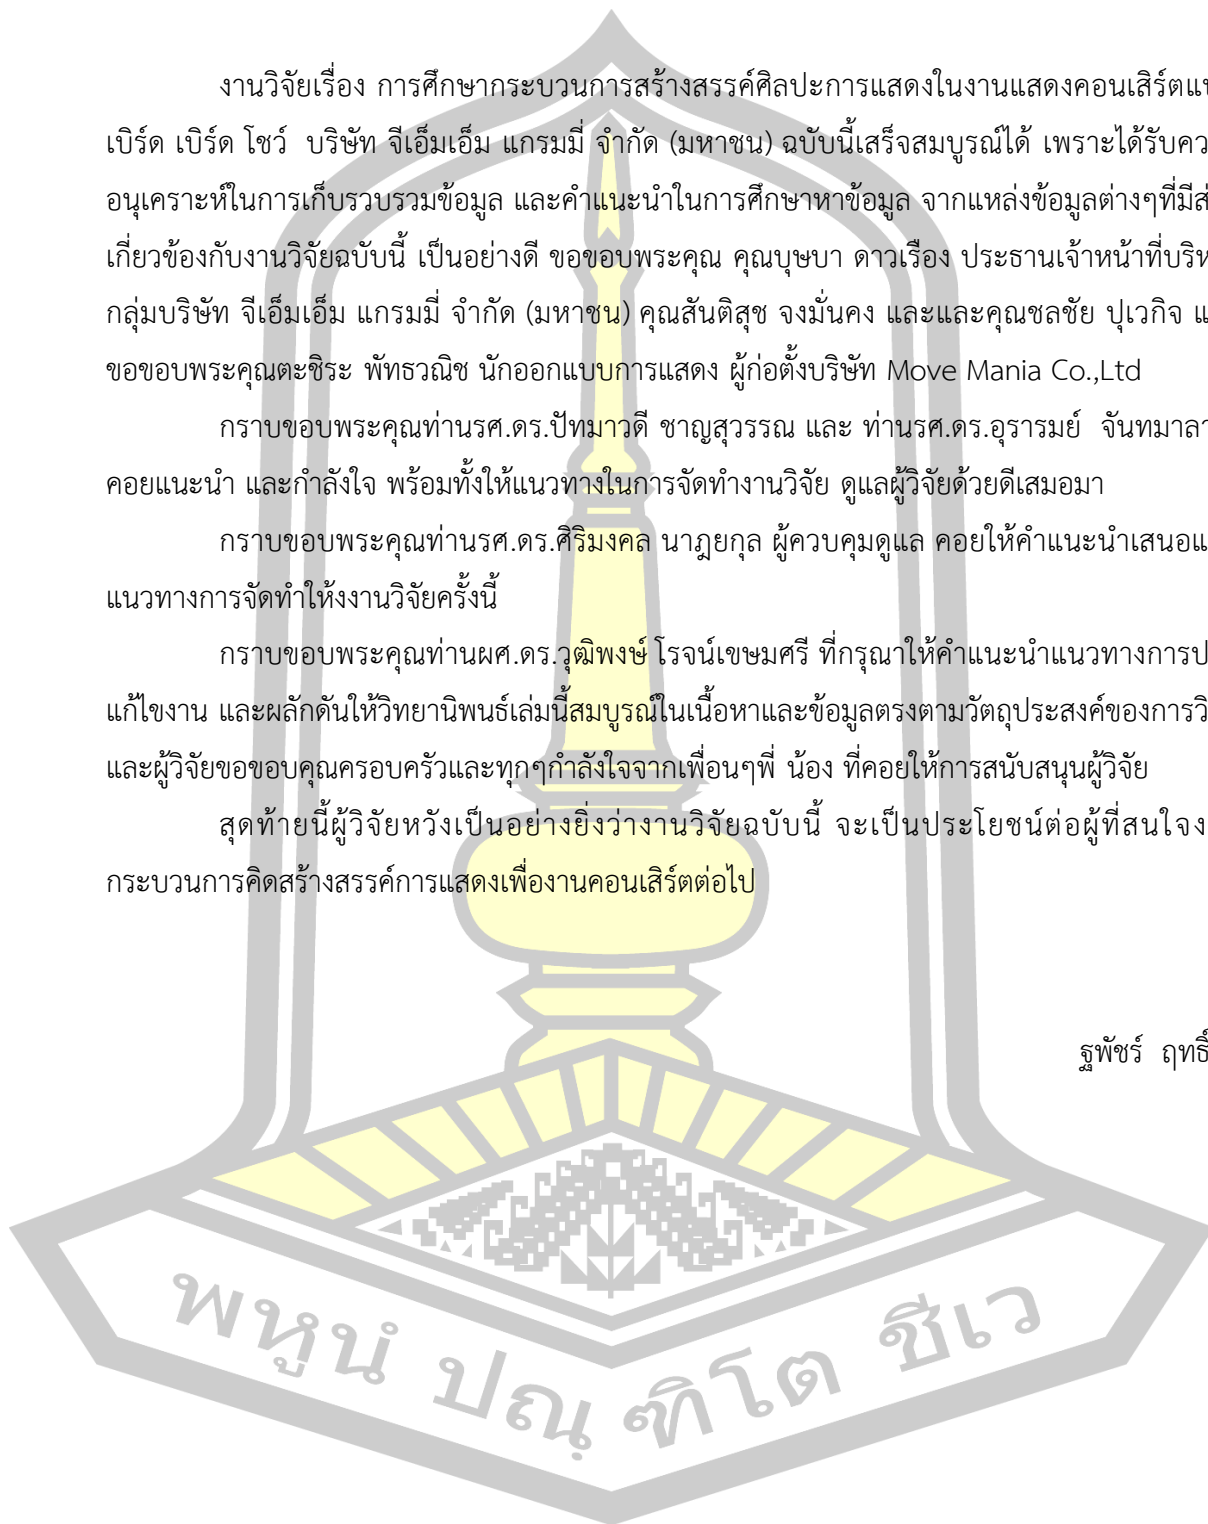 งานวิจัยเรื่อง การศึกษากระบวนการสร้างสรรค์ศิลปะการแสดงในงานแสดงคอนเสิร์ตแบ
เบิร์ด เบิร์ด โชว์ บริษัท จีเอ็มเอ็ม แกรมมี่ จำกัด (มหาชน) ฉบับนี้เสร็จสมบูรณ์ได้ เพราะได้รับคว
อนุเคราะห์ในการเก็บรวบรวมข้อมูล และคำแนะนำในการศึกษาหาข้อมูล จากแหล่งข้อมูลต่างๆที่มีส่
เกี่ยวข้องกับงานวิจัยฉบับนี้ เป็นอย่างดี ขอขอบพระคุณ คุณบุษบา ดาวเรือง ประธานเจ้าหน้าที่บริห
กลุ่มบริษัท จีเอ็มเอ็ม แกรมมี่ จำกัด (มหาชน) คุณสันติสุช จงมั่นคง และและคุณชลชัย ปุเวกิจ แ
ขอขอบพระคุณตะชิระ พัทธวณิช นักออกแบบการแสดง ผู้ก่อตั้งบริษัท Move Mania Co.,Ltd
กราบขอบพระคุณท่านรศ.ดร.ปัทมาวดี ชาญสุวรรณ และ ท่านรศ.ดร.อุรารมย์ จันทมาลา
คอยแนะนำ และกำลังใจ พร้อมทั้งให้แนวทางในการจัดทำงานวิจัย ดูแลผู้วิจัยด้วยดีเสมอมา
กราบขอบพระคุณท่านรศ.ดร.ศิริมงคล นาฏยกุล ผู้ควบคุมดูแล คอยให้คำแนะนำเสนอแ
แนวทางการจัดทำให้งงานวิจัยครั้งนี้
กราบขอบพระคุณท่านผศ.ดร.วุฒิพงษ์ โรจน์เขษมศรี ที่กรุณาให้คำแนะนำแนวทางการป
แก้ไขงาน และผลักดันให้วิทยานิพนธ์เล่มนี้สมบูรณ์ในเนื้อหาและข้อมูลตรงตามวัตถุประสงค์ของการวิ
และผู้วิจัยขอขอบคุณครอบครัวและทุกๆกำลังใจจากเพื่อนๆพี่ น้อง ที่คอยให้การสนับสนุนผู้วิจัย
สุดท้ายนี้ผู้วิจัยหวังเป็นอย่างยิ่งว่างานวิจัยฉบับนี้ จะเป็นประโยชน์ต่อผู้ที่สนใจง
กระบวนการคิดสร้างสรรค์การแสดงเพื่องานคอนเสิร์ตต่อไป
ฐพัชร์ ฤทธิ์
พหูนํ ปณฺฑิโต ชีเว